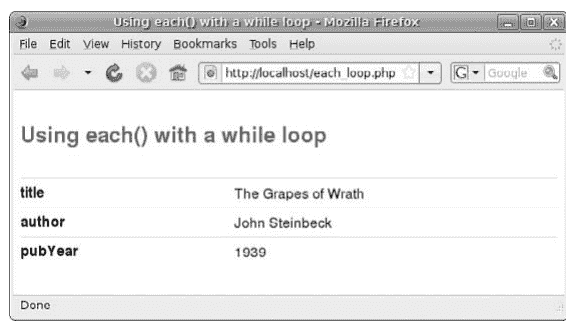 Using each() with a while loop - Mozilla Firefox
File Edit View History Bookmarks Tools Help
http://localhost/each_loop.php G Google
Using each() with a while loop
title The Grapes of Wrath
author John Steinbeck
pubYear 1939
Done